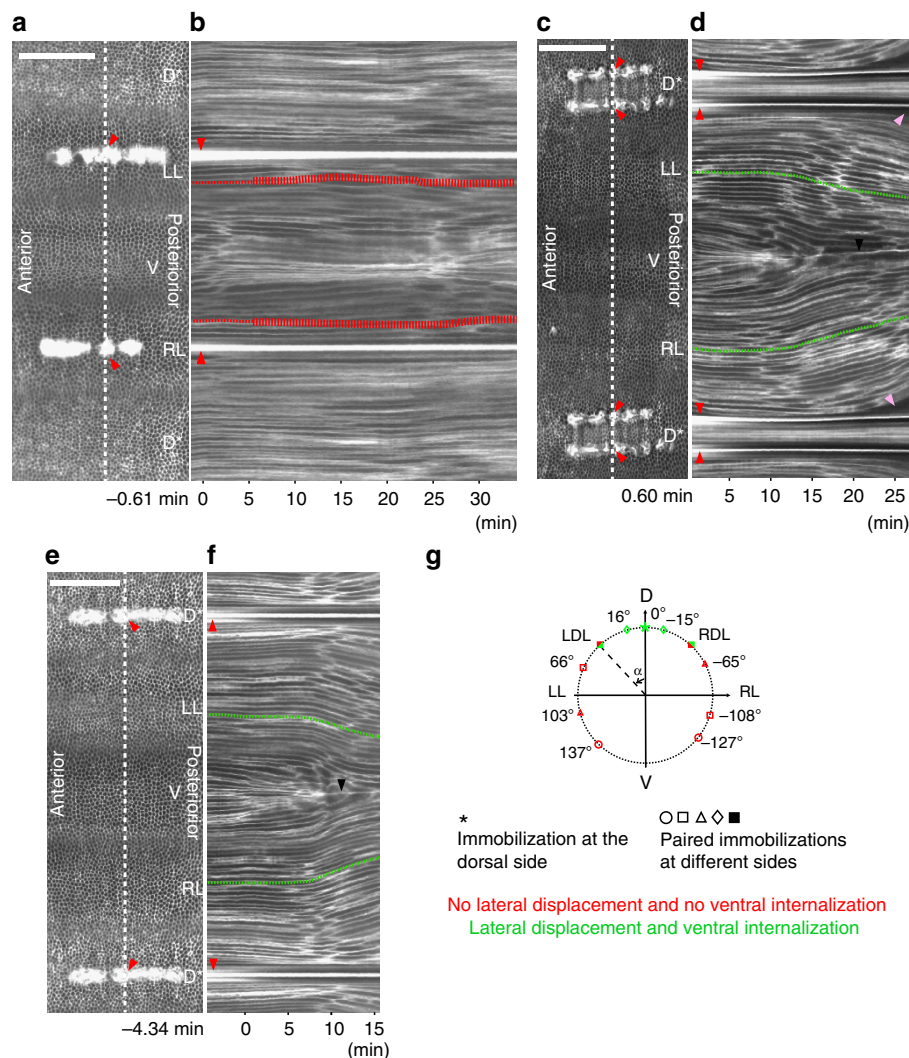 a
b
c
d
D*
LL
Anterior
V
Posteriorior
RL
D*
−0.61 min
0 5 10 15 20 25 30
(min)
D*
LL
Anterior
V
Posteriorior
RL
D*
0.60 min
5 10 15 20 25
(min)
e
f
g
D*
LL
Anterior
V
Posteriorior
RL
D*
−4.34 min
0 5 10 15
(min)
D
16° 0° −15°
LDL RDL
66° −65°
α
LL RL
103° −108°
137° −127°
V
*
Immobilization at the
dorsal side
Paired immobilizations
at different sides
No lateral displacement and no ventral internalization
Lateral displacement and ventral internalization